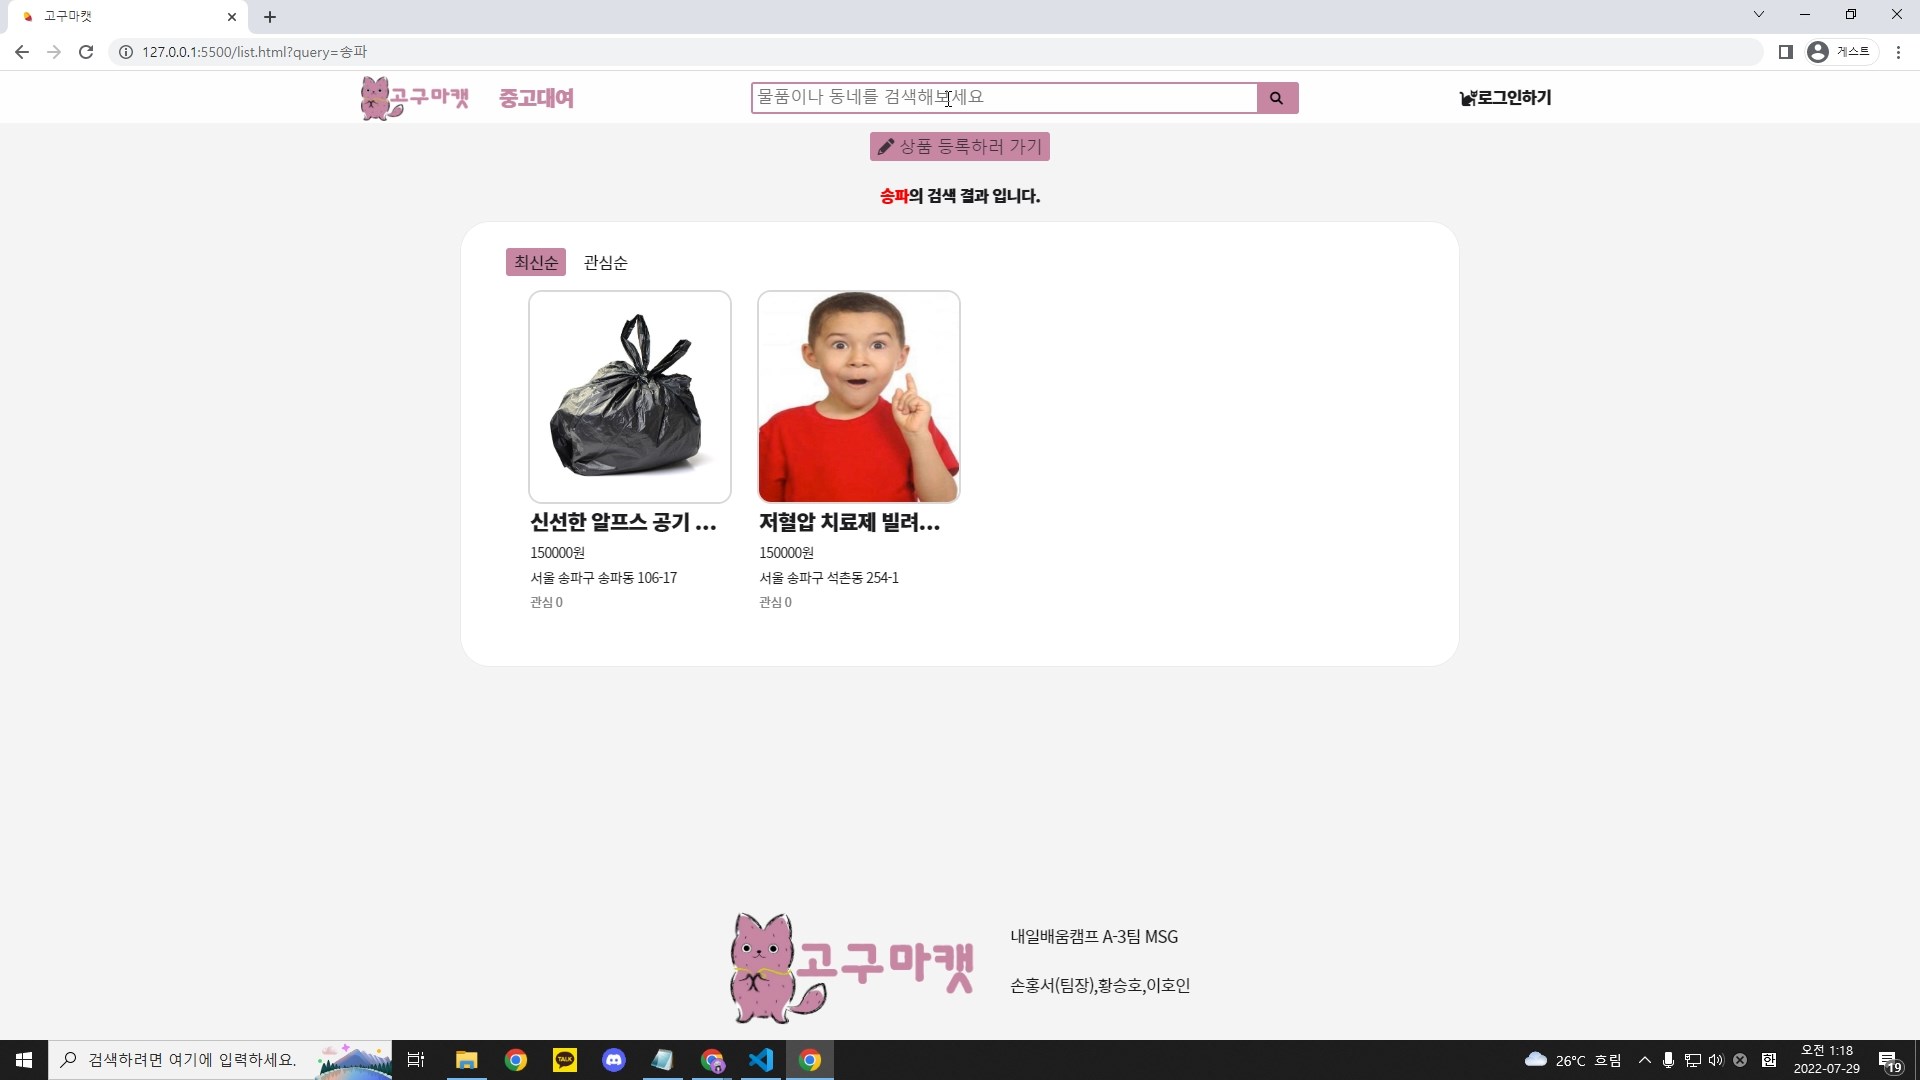 고구마캣
127.0.0.1:5500/list.html?query=송파
게스트
고구마캣 중고대여
물품이나 동네를 검색해보세요
로그인하기
상품 등록하러 가기
송파의 검색 결과 입니다.
최신순 관심순
신선한 알프스 공기 ...
150000원
서울 송파구 송파동 106-17
관심 0
저혈압 치료제 빌려...
150000원
서울 송파구 석촌동 254-1
관심 0
고구마캣
내일배움캠프 A-3팀 MSG
손홍서(팀장),황승호,이호인
검색하려면 여기에 입력하세요.
TALK
26°C 흐림
한
오전 1:18
2022-07-29
19